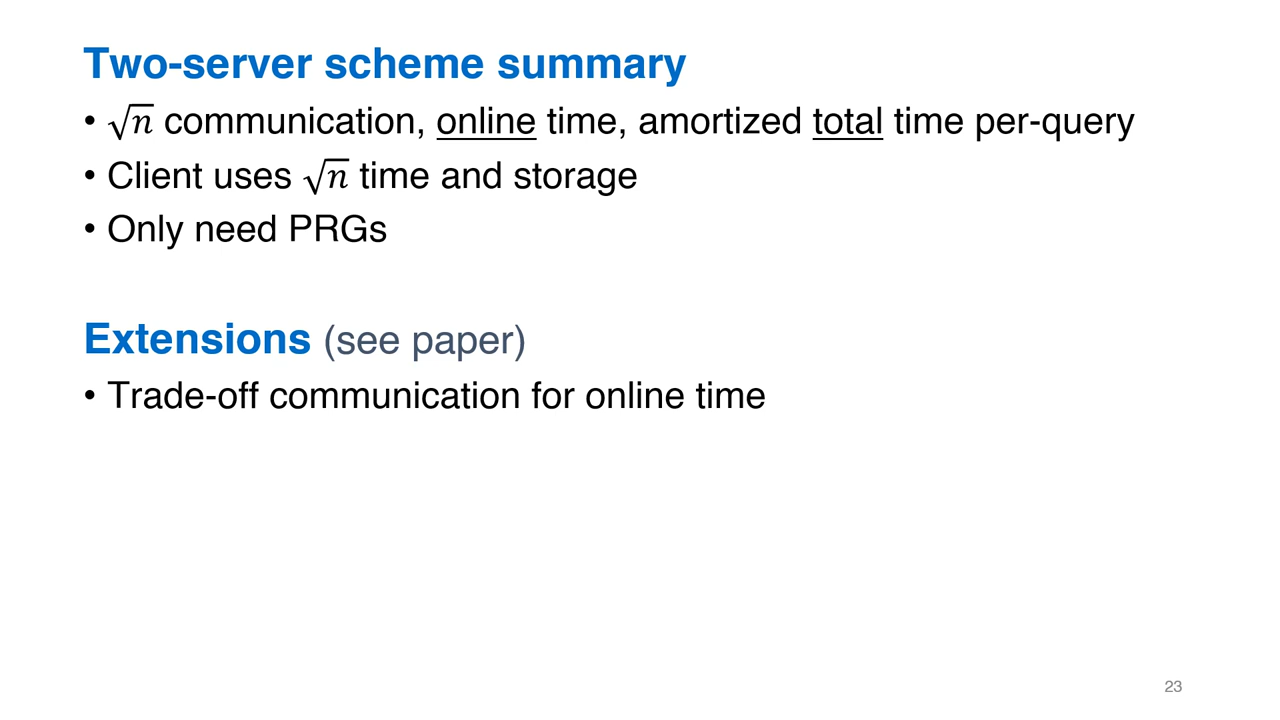 Two-server scheme summary
• √n communication, online time, amortized total time per-query
• Client uses √n time and storage
• Only need PRGs
Extensions (see paper)
• Trade-off communication for online time
23